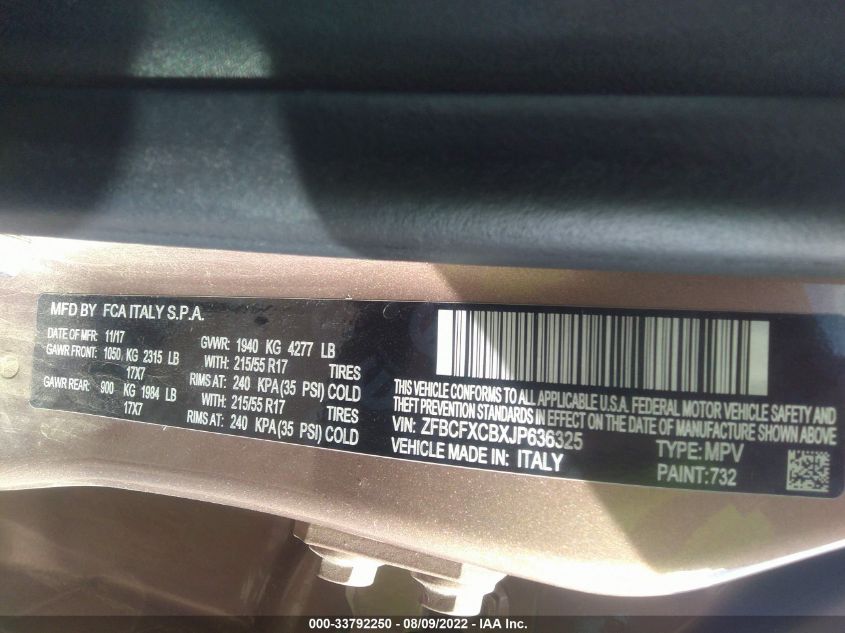 MFD BY FCA ITALY S.P.A.
DATE OF MFR: 11/17
GVWR: 1940 KG 4277 LB
GAWR FRONT: 1050 KG 2315 LB
WITH: 215/55 R17 TIRES
17X7
RIMS AT: 240 KPA(35 PSI) COLD
GAWR REAR: 900 KG 1984 LB
WITH: 215/55 R17 TIRES
17X7
RIMS AT: 240 KPA(35 PSI) COLD
THIS VEHICLE CONFORMS TO ALL APPLICABLE U.S.A. FEDERAL MOTOR VEHICLE SAFETY AND
THEFT PREVENTION STANDARDS IN EFFECT ON THE DATE OF MANUFACTURE SHOWN ABOVE
VIN: ZFBCFXCBXJP636325
TYPE: MPV
VEHICLE MADE IN: ITALY
PAINT:732
000-33792250 - 08/09/2022 - IAA Inc.